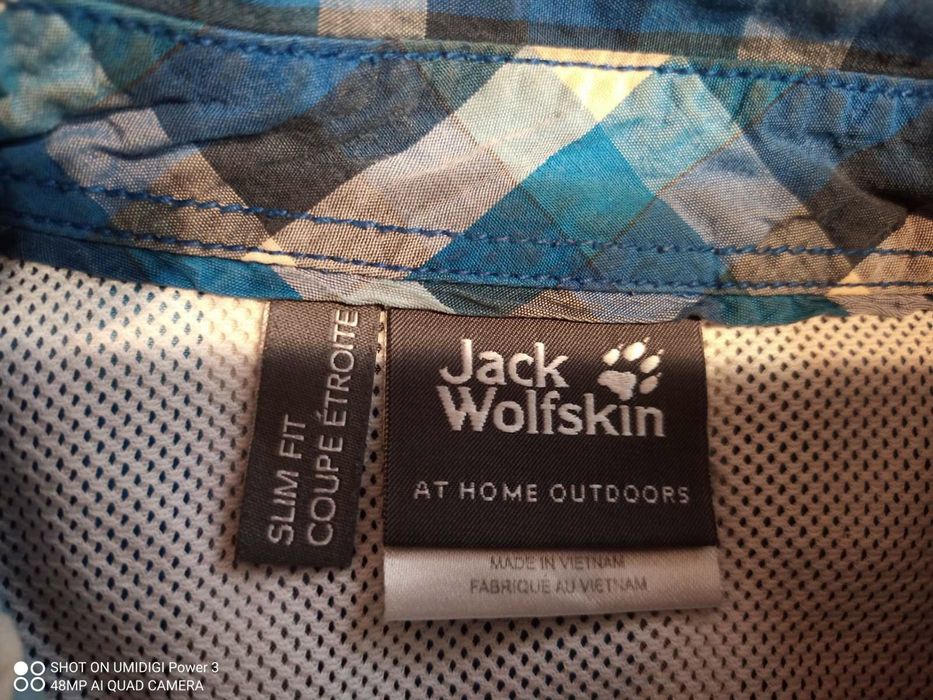 SLIM FIT
COUPE ÉTROITE
Jack
Wolfskin
AT HOME OUTDOORS
MADE IN VIETNAM
FABRIQUE AU VIETNAM
SHOT ON UMIDIGI Power 3
48MP AI QUAD CAMERA